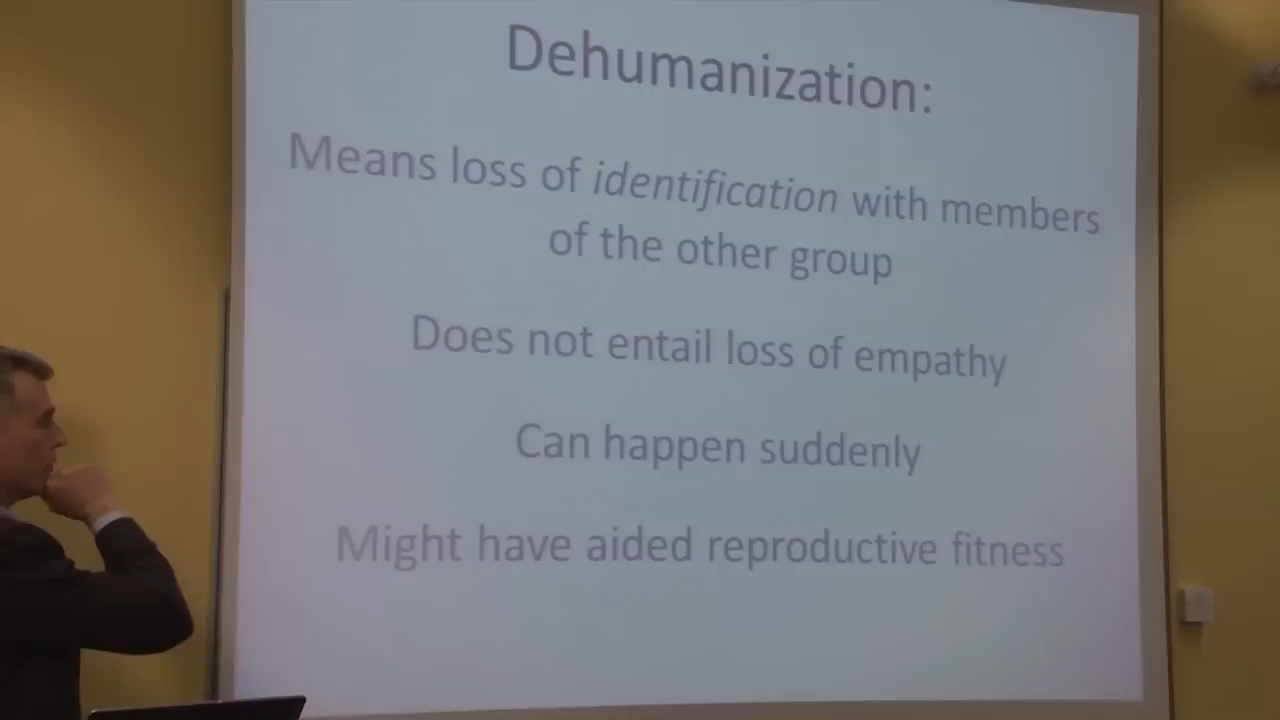 Dehumanization:
Means loss of identification with members
of the other group
Does not entail loss of empathy
Can happen suddenly
Might have aided reproductive fitness